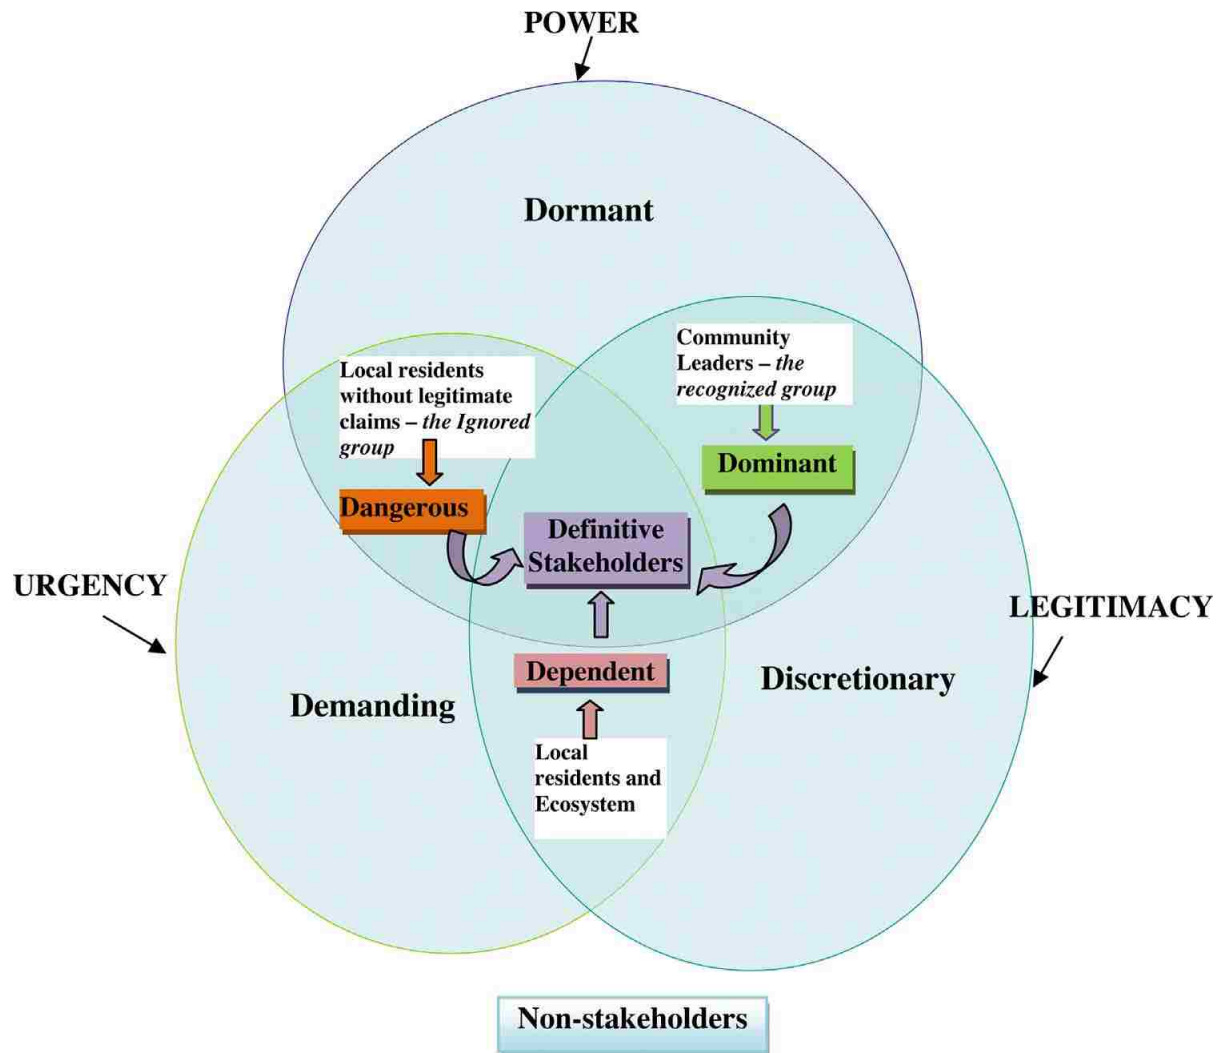 POWER
Dormant
Community
Leaders – the
recognized group
Local residents
without legitimate
claims – the Ignored
group
Dominant
Dangerous
Definitive
Stakeholders
URGENCY
LEGITIMACY
Dependent
Discretionary
Demanding
Local
residents and
Ecosystem
Non-stakeholders